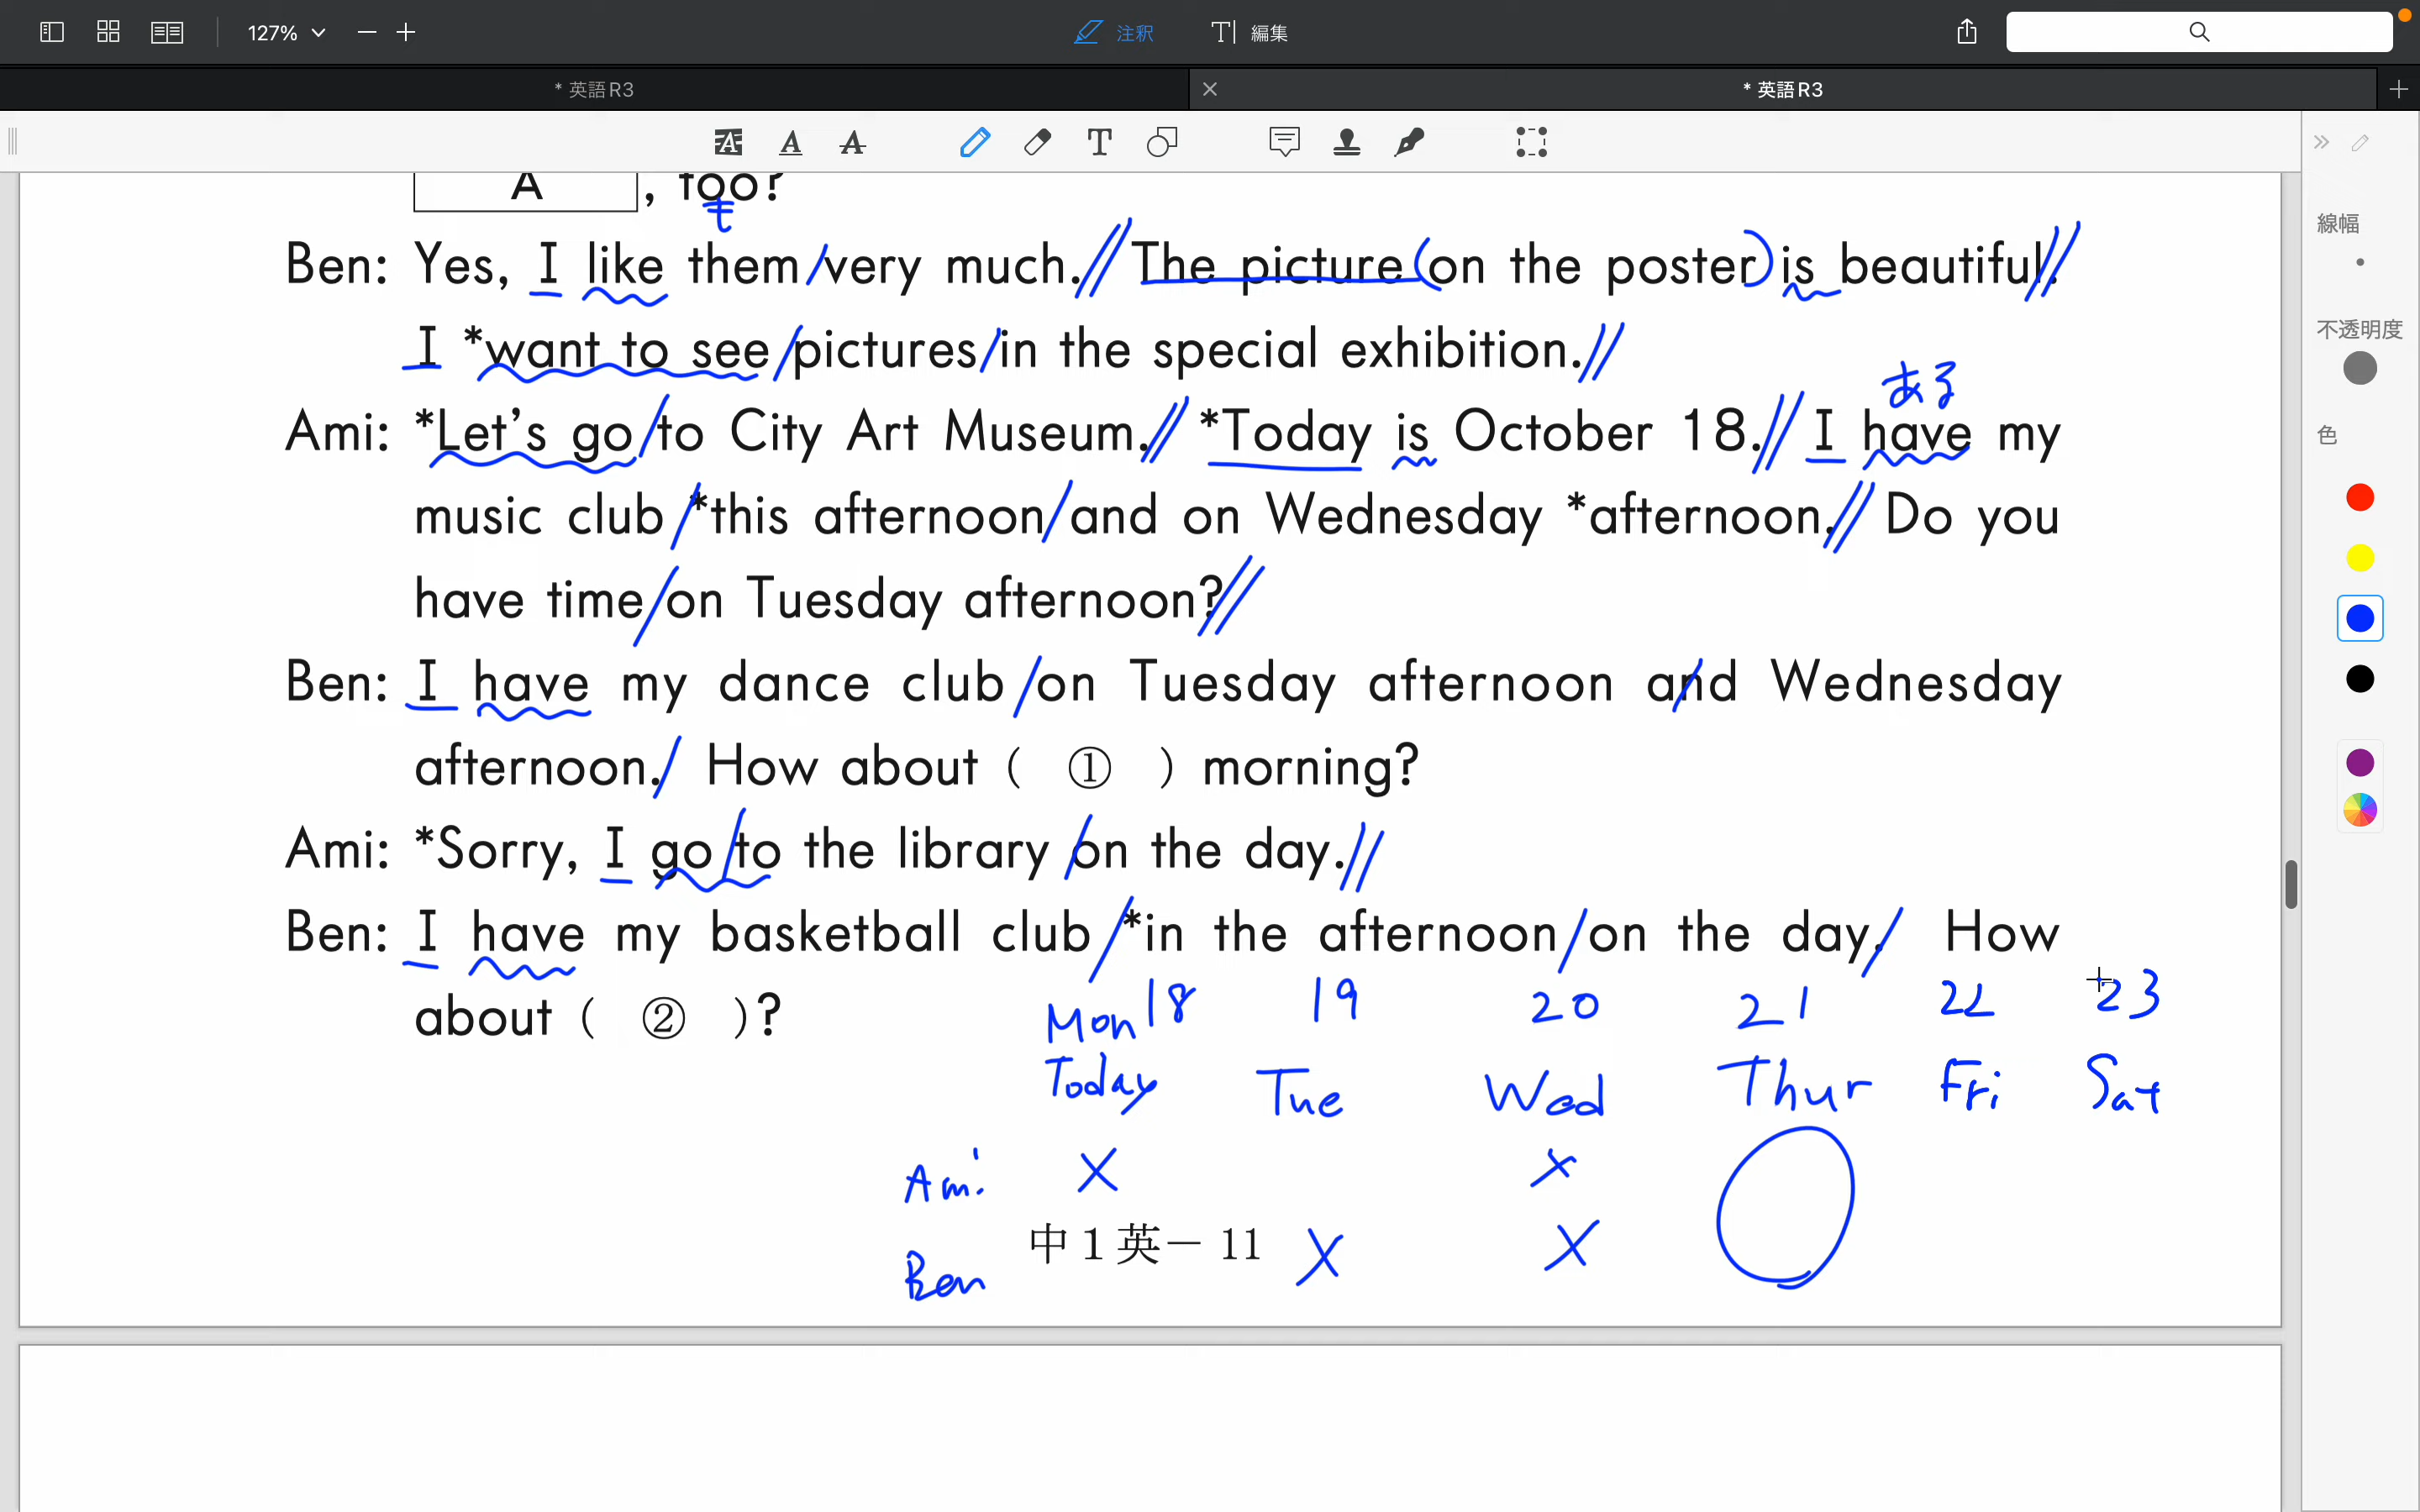 127%
注釈
編集
* 英語R3
* 英語R3
線幅
不透明度
色
A , too?
も
Ben: Yes, I like them very much. The picture on the poster is beautiful.
I *want to see pictures in the special exhibition.
ある
Ami: *Let's go to City Art Museum. *Today is October 18. I have my
music club *this afternoon and on Wednesday *afternoon. Do you
have time on Tuesday afternoon?
Ben: I have my dance club on Tuesday afternoon and Wednesday
afternoon. How about ( ① ) morning?
Ami: *Sorry, I go to the library on the day.
Ben: I have my basketball club *in the afternoon on the day. How
about ( ② )?
Mon 18 19 20 21 22 23
Today Tue Wed Thur Fri Sat
Ami X X
中1英－11
Ben X X